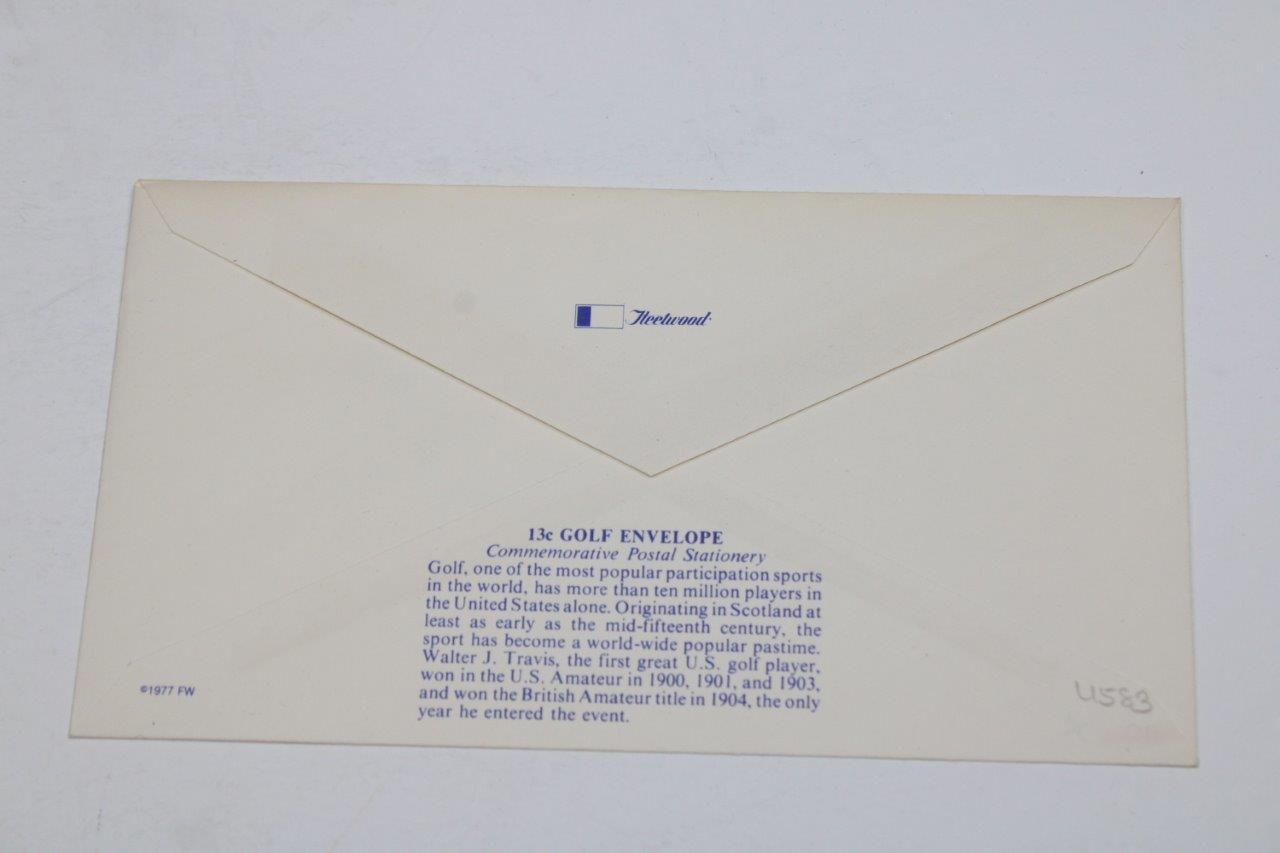 Fleetwood
13c GOLF ENVELOPE
Commemorative Postal Stationery
Golf, one of the most popular participation sports
in the world, has more than ten million players in
the United States alone. Originating in Scotland at
least as early as the mid-fifteenth century, the
sport has become a world-wide popular pastime.
Walter J. Travis, the first great U.S. golf player,
won in the U.S. Amateur in 1900, 1901, and 1903,
and won the British Amateur title in 1904, the only
year he entered the event.
©1977 FW
U583